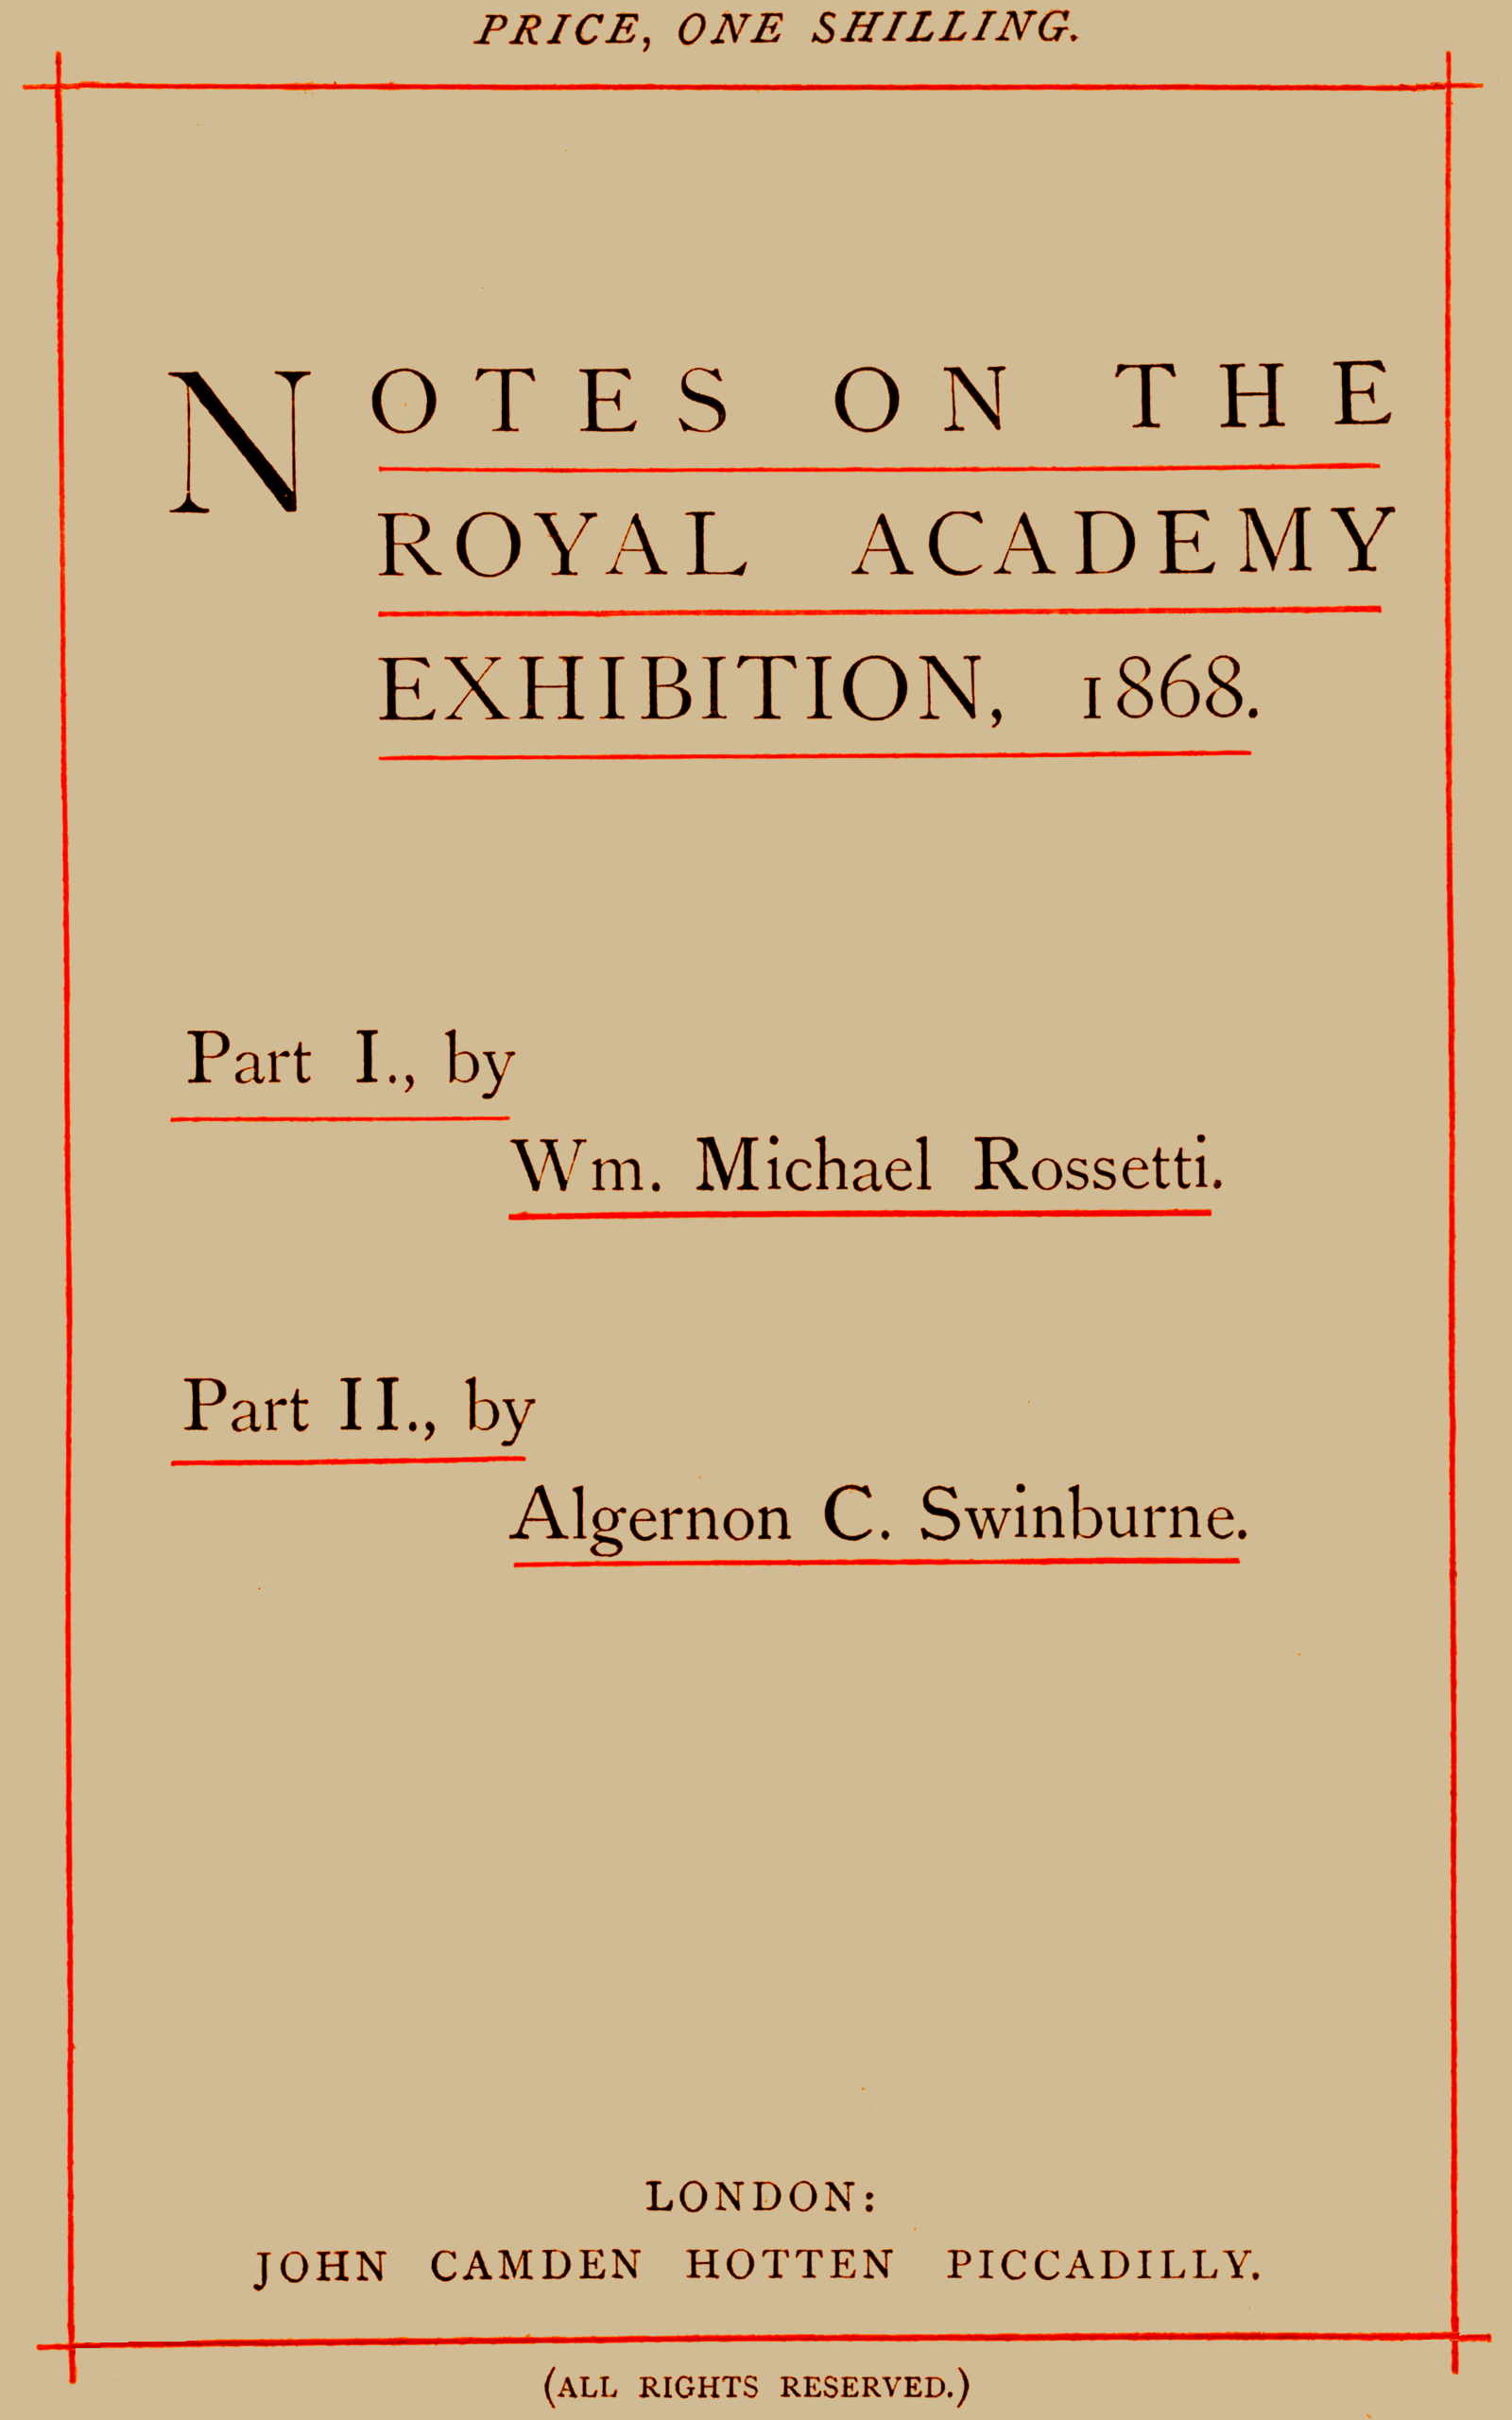 PRICE, ONE SHILLING.
NOTES ON THE
ROYAL ACADEMY
EXHIBITION, 1868.
Part I., by
Wm. Michael Rossetti.
Part II., by
Algernon C. Swinburne.
LONDON:
JOHN CAMDEN HOTTEN PICCADILLY.
(ALL RIGHTS RESERVED.)